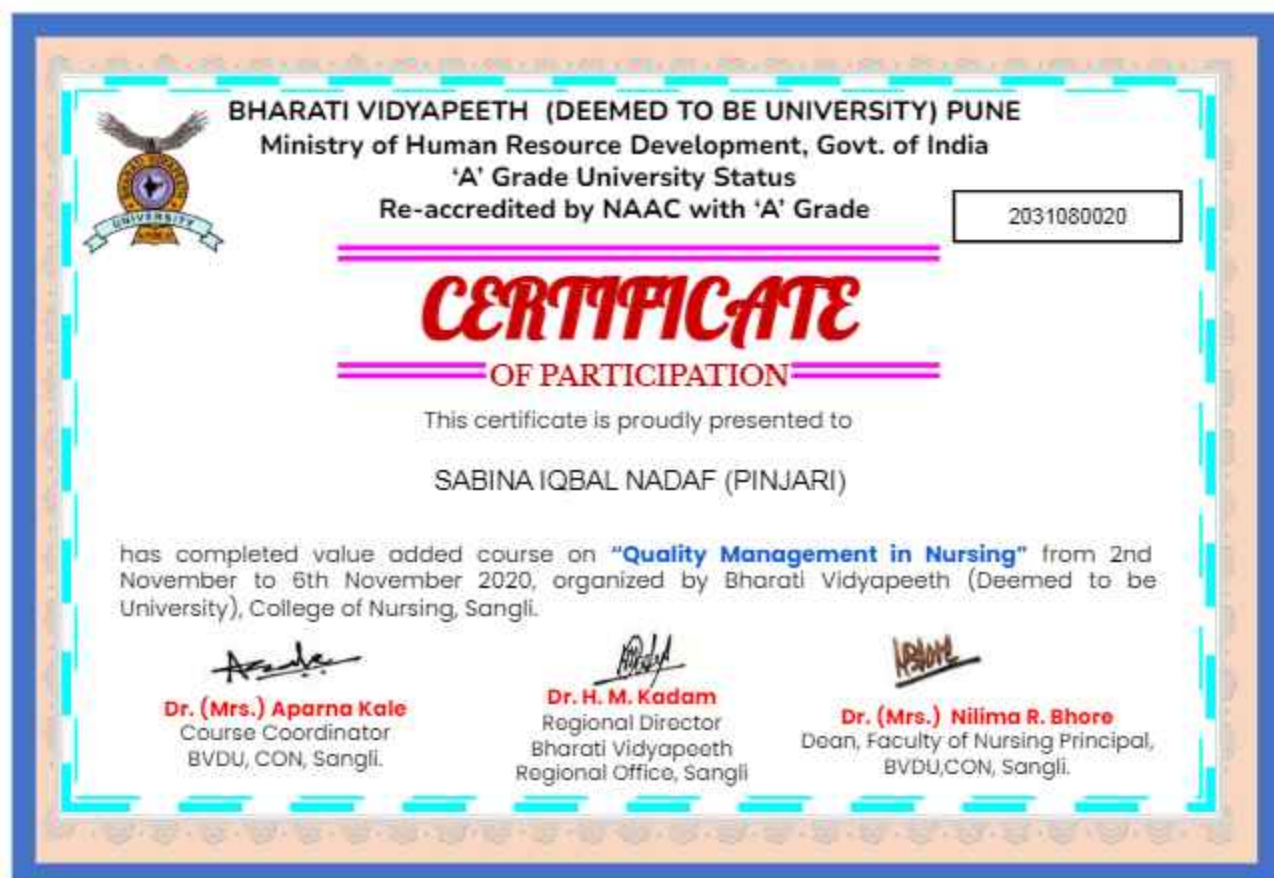 BHARATI VIDYAPEETH (DEEMED TO BE UNIVERSITY) PUNE
Ministry of Human Resource Development, Govt. of India
‘A’ Grade University Status
Re-accredited by NAAC with ‘A’ Grade
2031080020
BHARATI VIDYAPEETH
UNIVERSITY
CERTIFICATE
OF PARTICIPATION
This certificate is proudly presented to
SABINA IQBAL NADAF (PINJARI)
has completed value added course on “Quality Management in Nursing” from 2nd
November to 6th November 2020, organized by Bharati Vidyapeeth (Deemed to be
University), College of Nursing, Sangli.
Dr. (Mrs.) Aparna Kale
Course Coordinator
BVDU, CON, Sangli.
Dr. H. M. Kadam
Regional Director
Bharati Vidyapeeth
Regional Office, Sangli
Dr. (Mrs.) Nilima R. Bhore
Dean, Faculty of Nursing Principal,
BVDU,CON, Sangli.